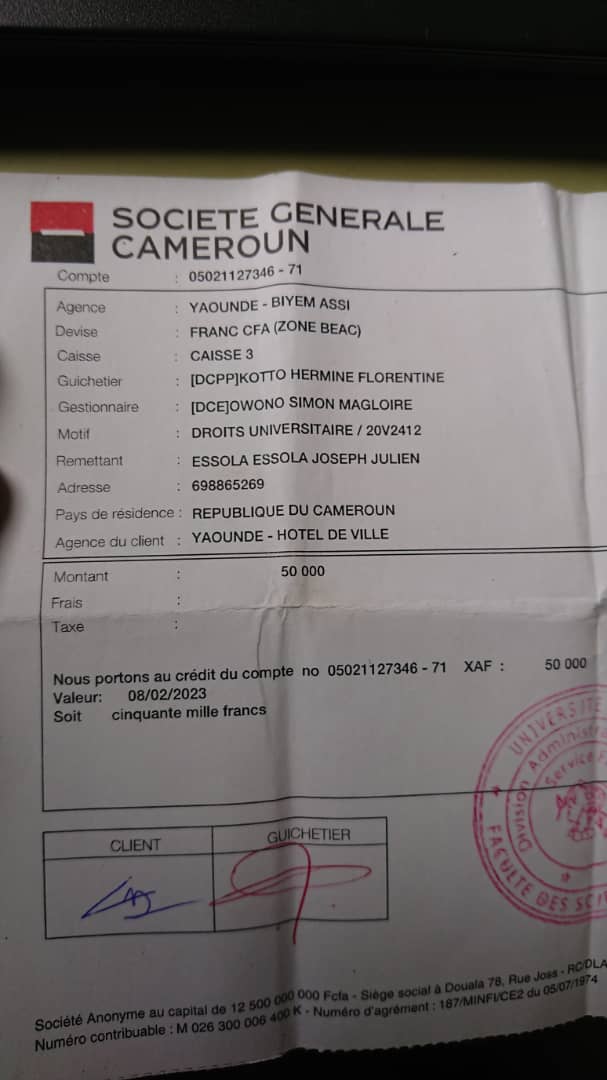 SOCIETE GENERALE
CAMEROUN
Compte : 05021127346 - 71
Agence : YAOUNDE - BIYEM ASSI
Devise : FRANC CFA (ZONE BEAC)
Caisse : CAISSE 3
Guichetier : [DCPP]KOTTO HERMINE FLORENTINE
Gestionnaire : [DCE]OWONO SIMON MAGLOIRE
Motif : DROITS UNIVERSITAIRE / 20V2412
Remettant : ESSOLA ESSOLA JOSEPH JULIEN
Adresse : 698865269
Pays de résidence : REPUBLIQUE DU CAMEROUN
Agence du client : YAOUNDE - HOTEL DE VILLE
Montant : 50 000
Frais :
Taxe :
Nous portons au crédit du compte no 05021127346 - 71 XAF : 50 000
Valeur: 08/02/2023
Soit cinquante mille francs
UNIVERSITE
Division Administra
Service F
FACULTE DES SCI
CLIENT GUICHETIER
Société Anonyme au capital de 12 500 000 000 Fcfa - Siège social à Douala 78, Rue Joss - RC/DLA
Numéro contribuable : M 026 300 006 400 K - Numéro d'agrément : 187/MINFI/CE2 du 05/07/1974